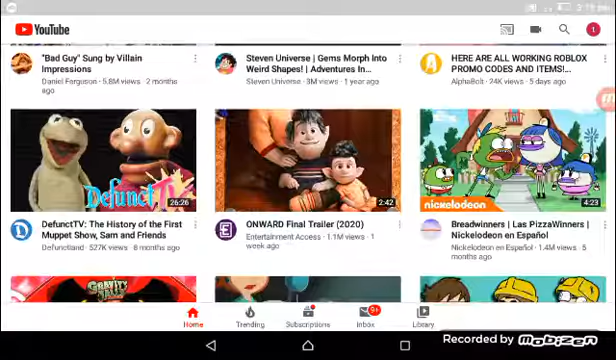 YouTube
1
"Bad Guy" Sung by Villain
Impressions
Daniel Ferguson · 5.8M views · 2 months
ago
Steven Universe | Gems Morph Into
Weird Shapes! | Adventures In...
Steven Universe · 3M views · 1 year ago
A
HERE ARE ALL WORKING ROBLOX
PROMO CODES AND ITEMS!...
AlphaBolt · 24K views · 5 days ago
DefunctTV
26:26
2:42
nickelodeon
4:23
D
DefunctTV: The History of the First
Muppet Show, Sam and Friends
Defunctland · 527K views · 8 months ago
E
ONWARD Final Trailer (2020)
Entertainment Access · 1.1M views · 1
week ago
Breadwinners | Las PizzaWinners |
Nickelodeon en Español
Nickelodeon en Español · 1.4M views · 5
months ago
GRAVITY FALLS
Home
Trending
Subscriptions
9+
Inbox
Library
Recorded by MOBIZEN